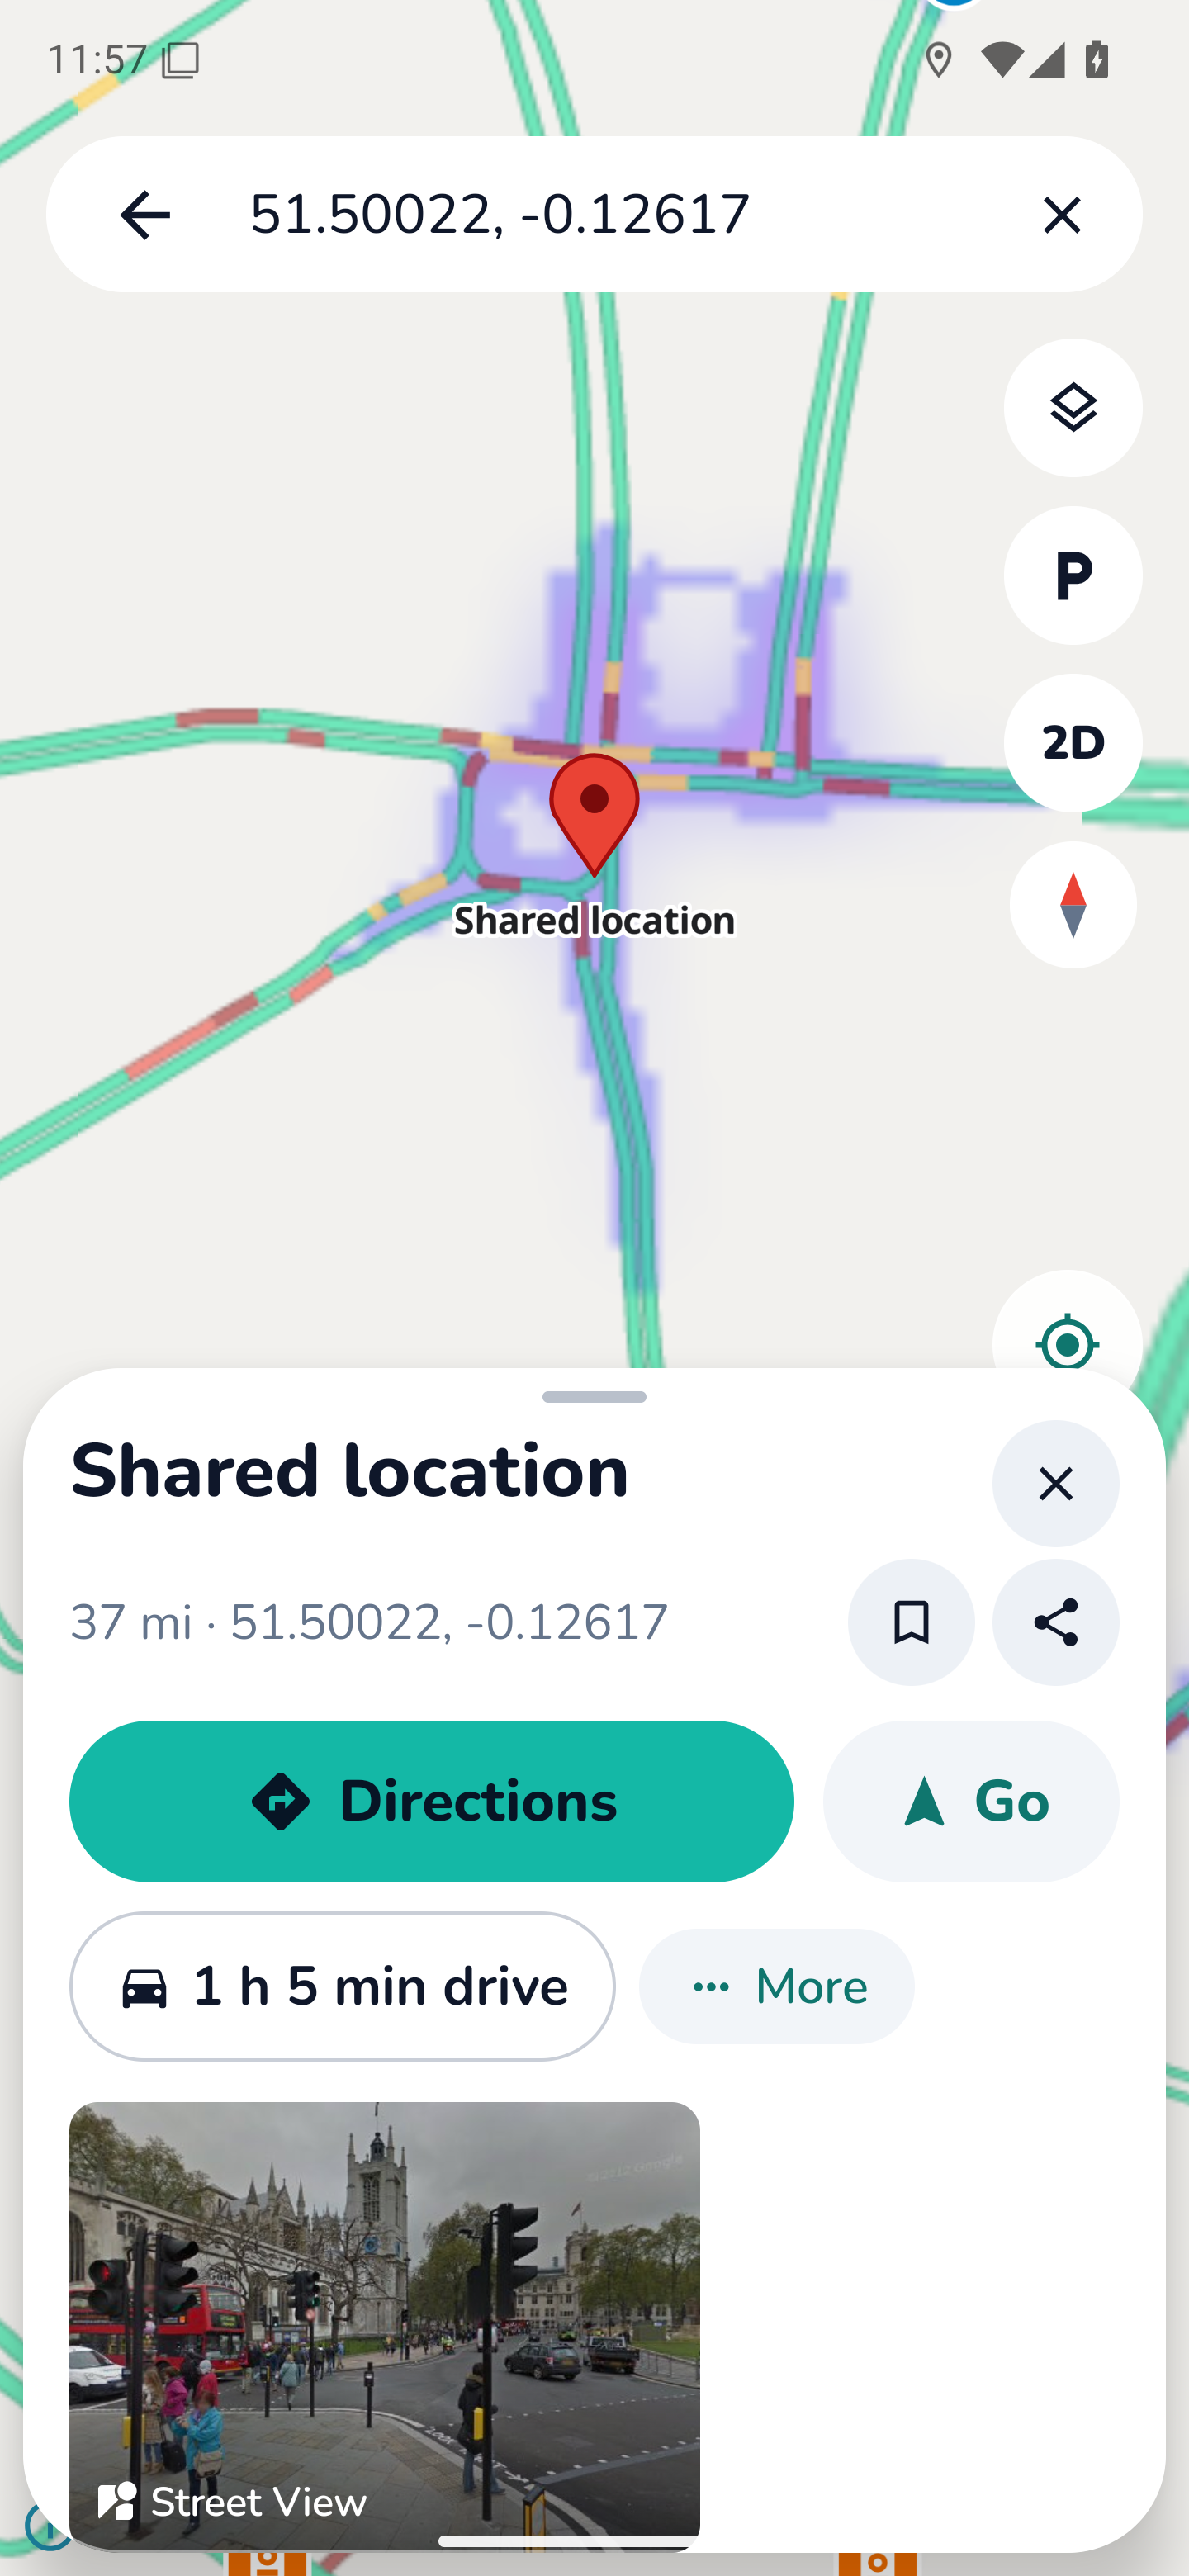 11:57
51.50022, -0.12617
P
2D
Shared location
Shared location
37 mi · 51.50022, -0.12617
Directions
Go
1 h 5 min drive
More
Street View